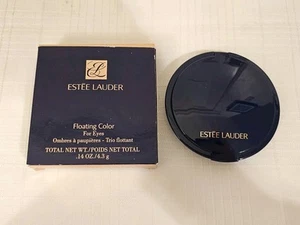 EL
ESTĒE LAUDER
Floating Color
For Eyes
Ombres à paupières - Trio flottant
TOTAL NET WT./POIDS NET TOTAL
.14 OZ./4.3 g
ESTĒE LAUDER